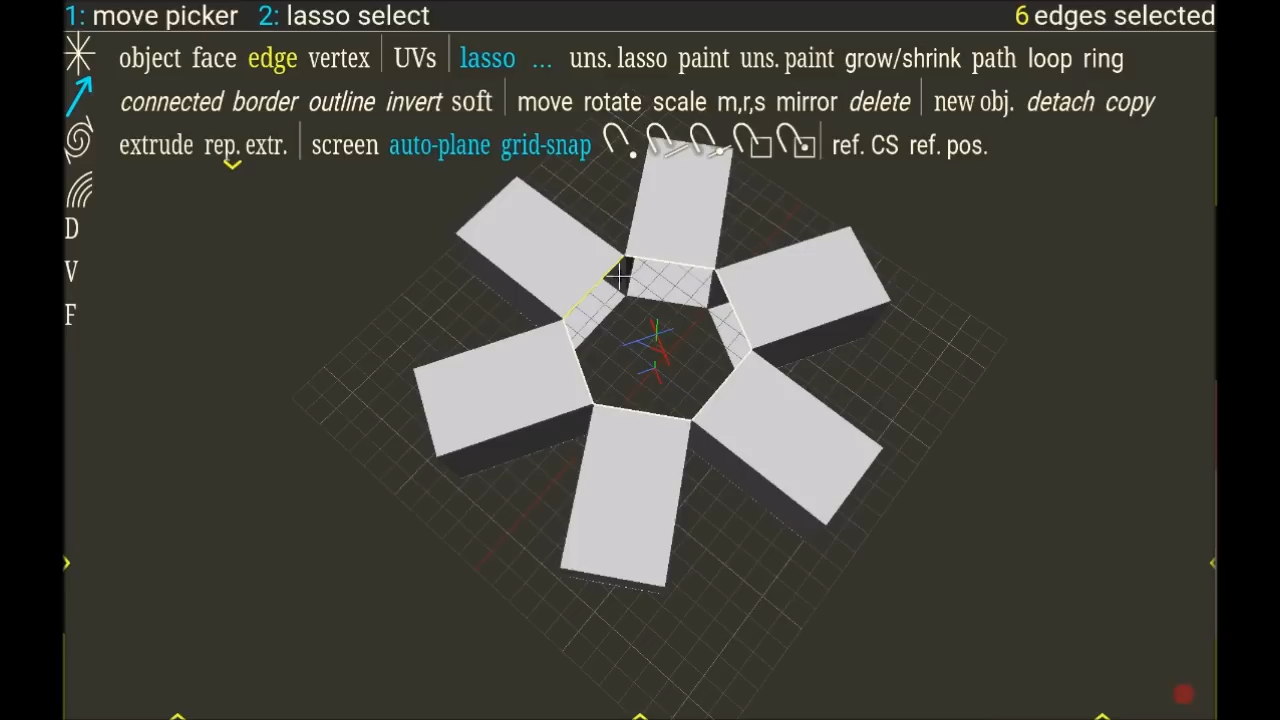 1: move picker 2: lasso select 6 edges selected
object face edge vertex UVs lasso ... uns. lasso paint uns. paint grow/shrink path loop ring
connected border outline invert soft move rotate scale m,r,s mirror delete new obj. detach copy
extrude rep. extr. screen auto-plane grid-snap ref. CS ref. pos.
D
V
F